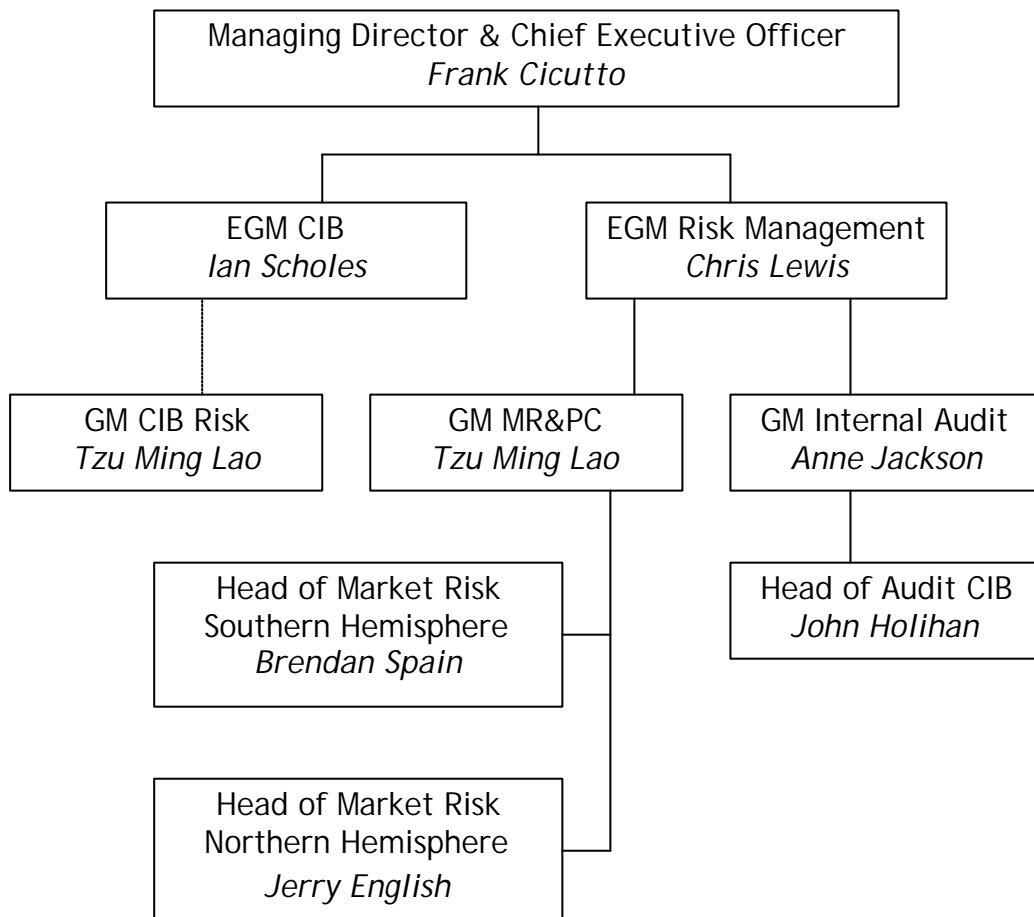 Managing Director & Chief Executive Officer
Frank Cicutto
EGM CIB
Ian Scholes
EGM Risk Management
Chris Lewis
GM CIB Risk
Tzu Ming Lao
GM MR&PC
Tzu Ming Lao
GM Internal Audit
Anne Jackson
Head of Market Risk
Southern Hemisphere
Brendan Spain
Head of Audit CIB
John Holihan
Head of Market Risk
Northern Hemisphere
Jerry English